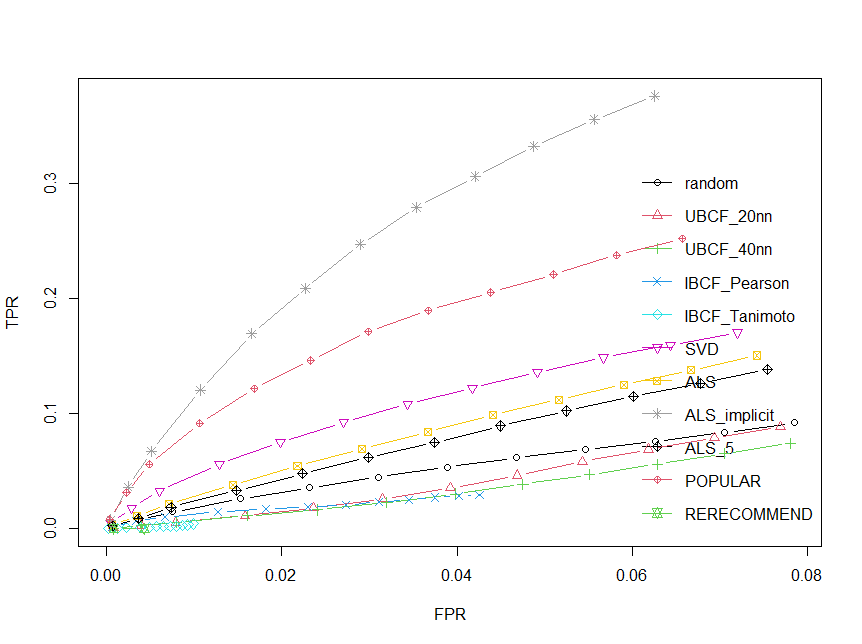 TPR
0.3
0.2
0.1
0.0
random
UBCF_20nn
UBCF_40nn
IBCF_Pearson
IBCF_Tanimoto
SVD
ALS
ALS_implicit
ALS_5
POPULAR
RERECOMMEND
0.00 0.02 0.04 0.06 0.08
FPR